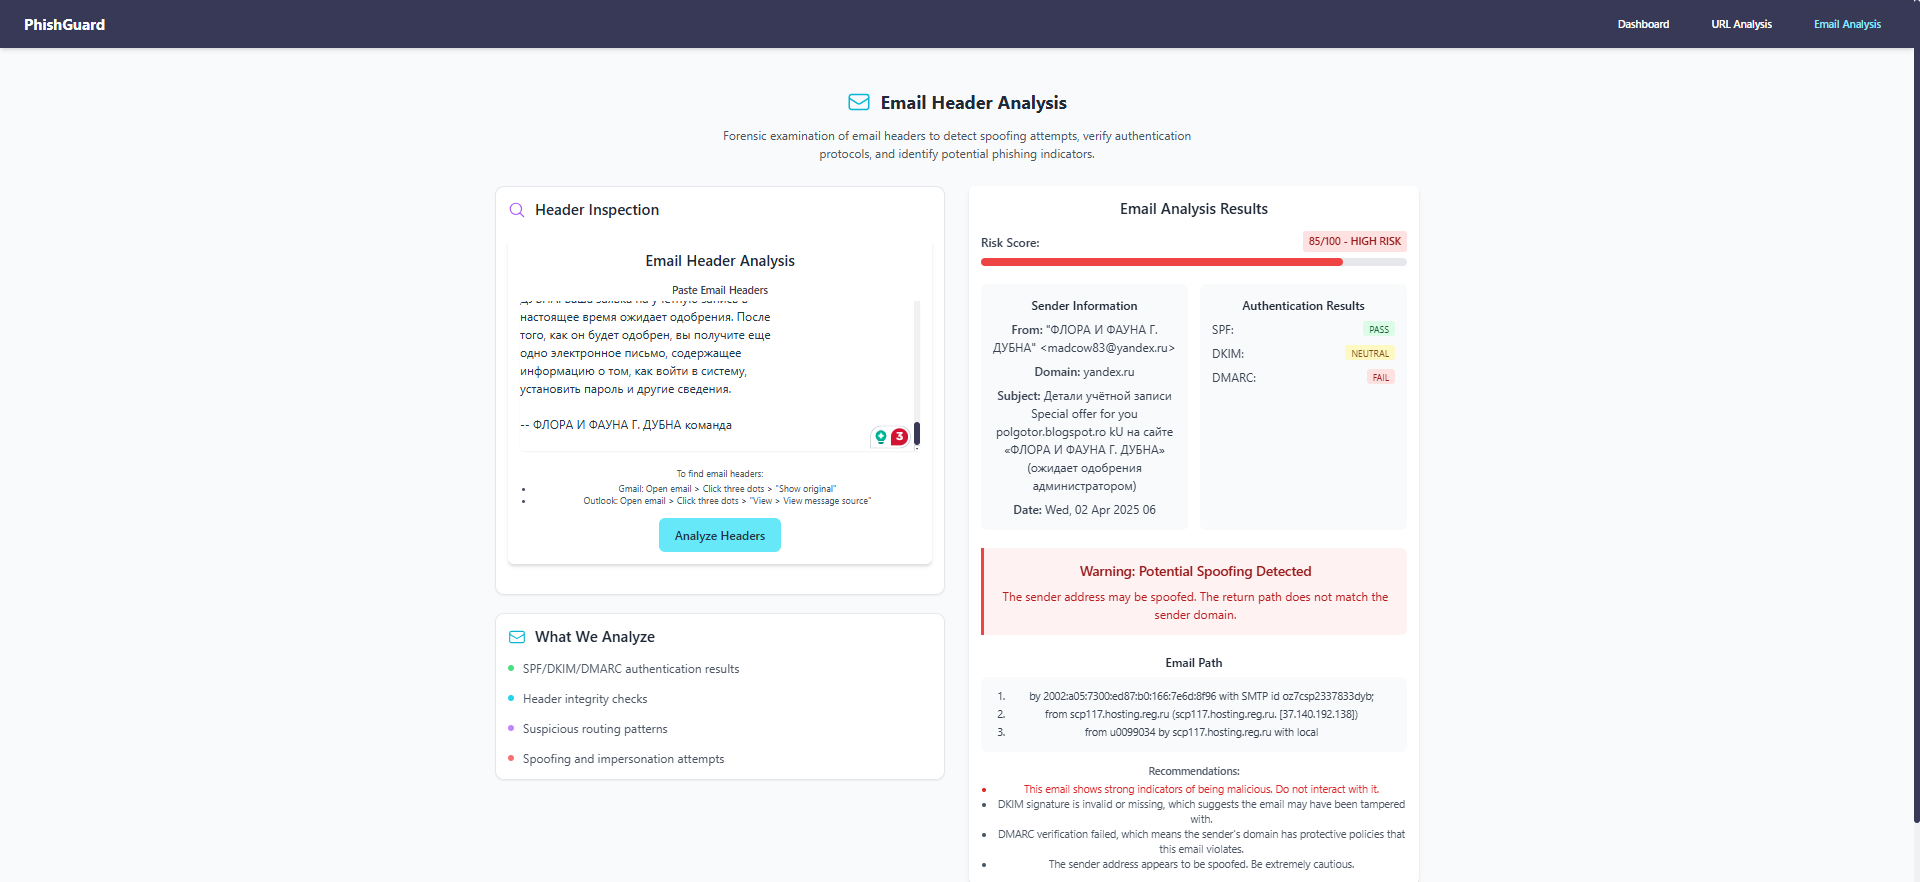 PhishGuard
Dashboard
URL Analysis
Email Analysis
Email Header Analysis
Forensic examination of email headers to detect spoofing attempts, verify authentication
protocols, and identify potential phishing indicators.
Header Inspection
Email Header Analysis
Paste Email Headers
настоящее время ожидает одобрения. После
того, как он будет одобрен, вы получите еще
одно электронное письмо, содержащее
информацию о том, как войти в систему,
установить пароль и другие сведения.
-- ФЛОРА И ФАУНА Г. ДУБНА команда
3
To find email headers:
Gmail: Open email > Click three dots > "Show original"
Outlook: Open email > Click three dots > "View > View message source"
Analyze Headers
What We Analyze
SPF/DKIM/DMARC authentication results
Header integrity checks
Suspicious routing patterns
Spoofing and impersonation attempts
Email Analysis Results
Risk Score:
85/100 - HIGH RISK
Sender Information
From: "ФЛОРА И ФАУНА Г.
ДУБНА" <madcow83@yandex.ru>
Domain: yandex.ru
Subject: Детали учётной записи
Special offer for you
polgotor.blogspot.ro kU на сайте
«ФЛОРА И ФАУНА Г. ДУБНА»
(ожидает одобрения
администратором)
Date: Wed, 02 Apr 2025 06
Authentication Results
SPF: PASS
DKIM: NEUTRAL
DMARC: FAIL
Warning: Potential Spoofing Detected
The sender address may be spoofed. The return path does not match the
sender domain.
Email Path
1. by 2002:a05:7300:ed87:b0:166:7e6d:8f96 with SMTP id oz7csp2337833dyb;
2. from scp117.hosting.reg.ru (scp117.hosting.reg.ru. [37.140.192.138])
3. from u0099034 by scp117.hosting.reg.ru with local
Recommendations:
This email shows strong indicators of being malicious. Do not interact with it.
DKIM signature is invalid or missing, which suggests the email may have been tampered
with.
DMARC verification failed, which means the sender's domain has protective policies that
this email violates.
The sender address appears to be spoofed. Be extremely cautious.